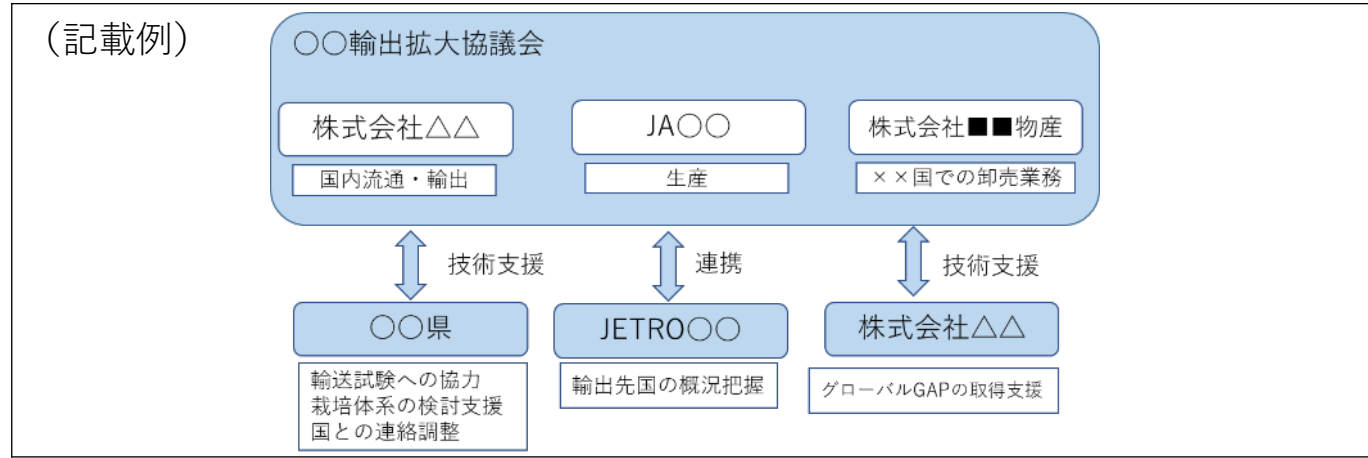 （記載例）
〇〇輸出拡大協議会
株式会社△△
JA〇〇
株式会社■■物産
国内流通・輸出
生産
××国での卸売業務
技術支援
連携
技術支援
〇〇県
JETRO〇〇
株式会社△△
輸送試験への協力
栽培体系の検討支援
国との連絡調整
輸出先国の概況把握
グローバルGAPの取得支援